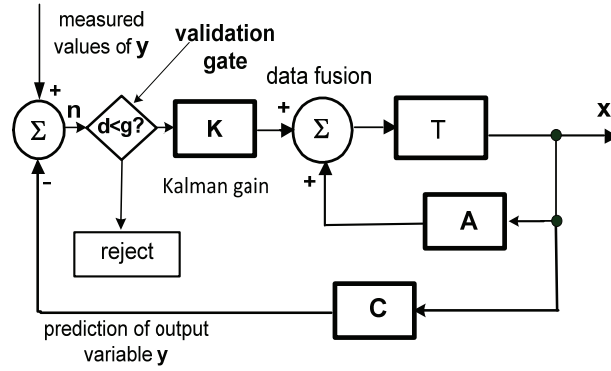 measured
values of y
validation
gate
data fusion
+
n
Σ
d<g?
K
+
Σ
T
x
-
+
Kalman gain
A
reject
C
prediction of output
variable y